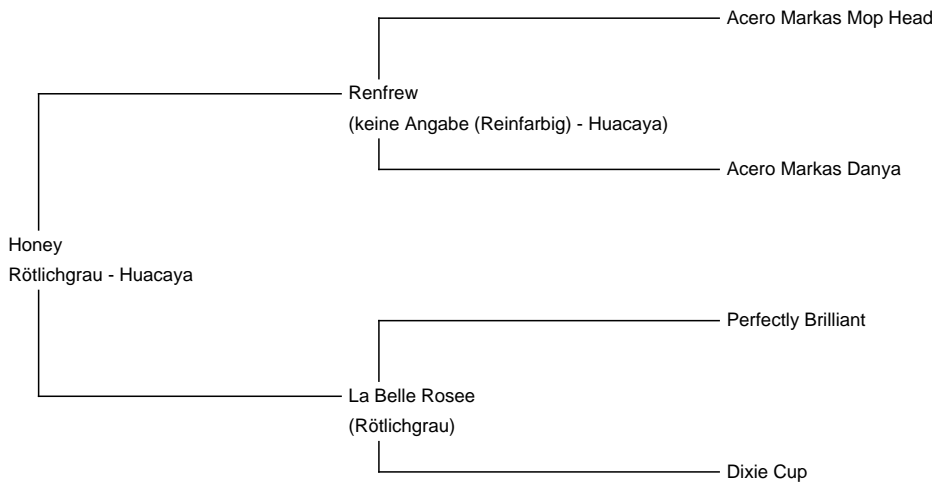 Acero Markas Mop Head
Renfrew
(keine Angabe (Reinfarbig) - Huacaya)
Acero Markas Danya
Honey
Rötlichgrau - Huacaya
Perfectly Brilliant
La Belle Rosee
(Rötlichgrau)
Dixie Cup